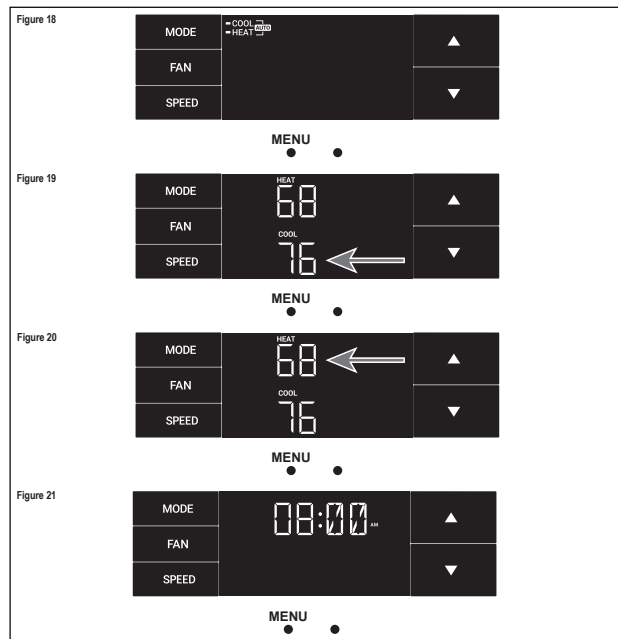 Figure 18
MODE
FAN
SPEED
COOL
HEAT
AUTO
MENU
Figure 19
MODE
FAN
SPEED
HEAT
68
COOL
76
MENU
Figure 20
MODE
FAN
SPEED
HEAT
68
COOL
76
MENU
Figure 21
MODE
FAN
SPEED
08:00 AM
MENU